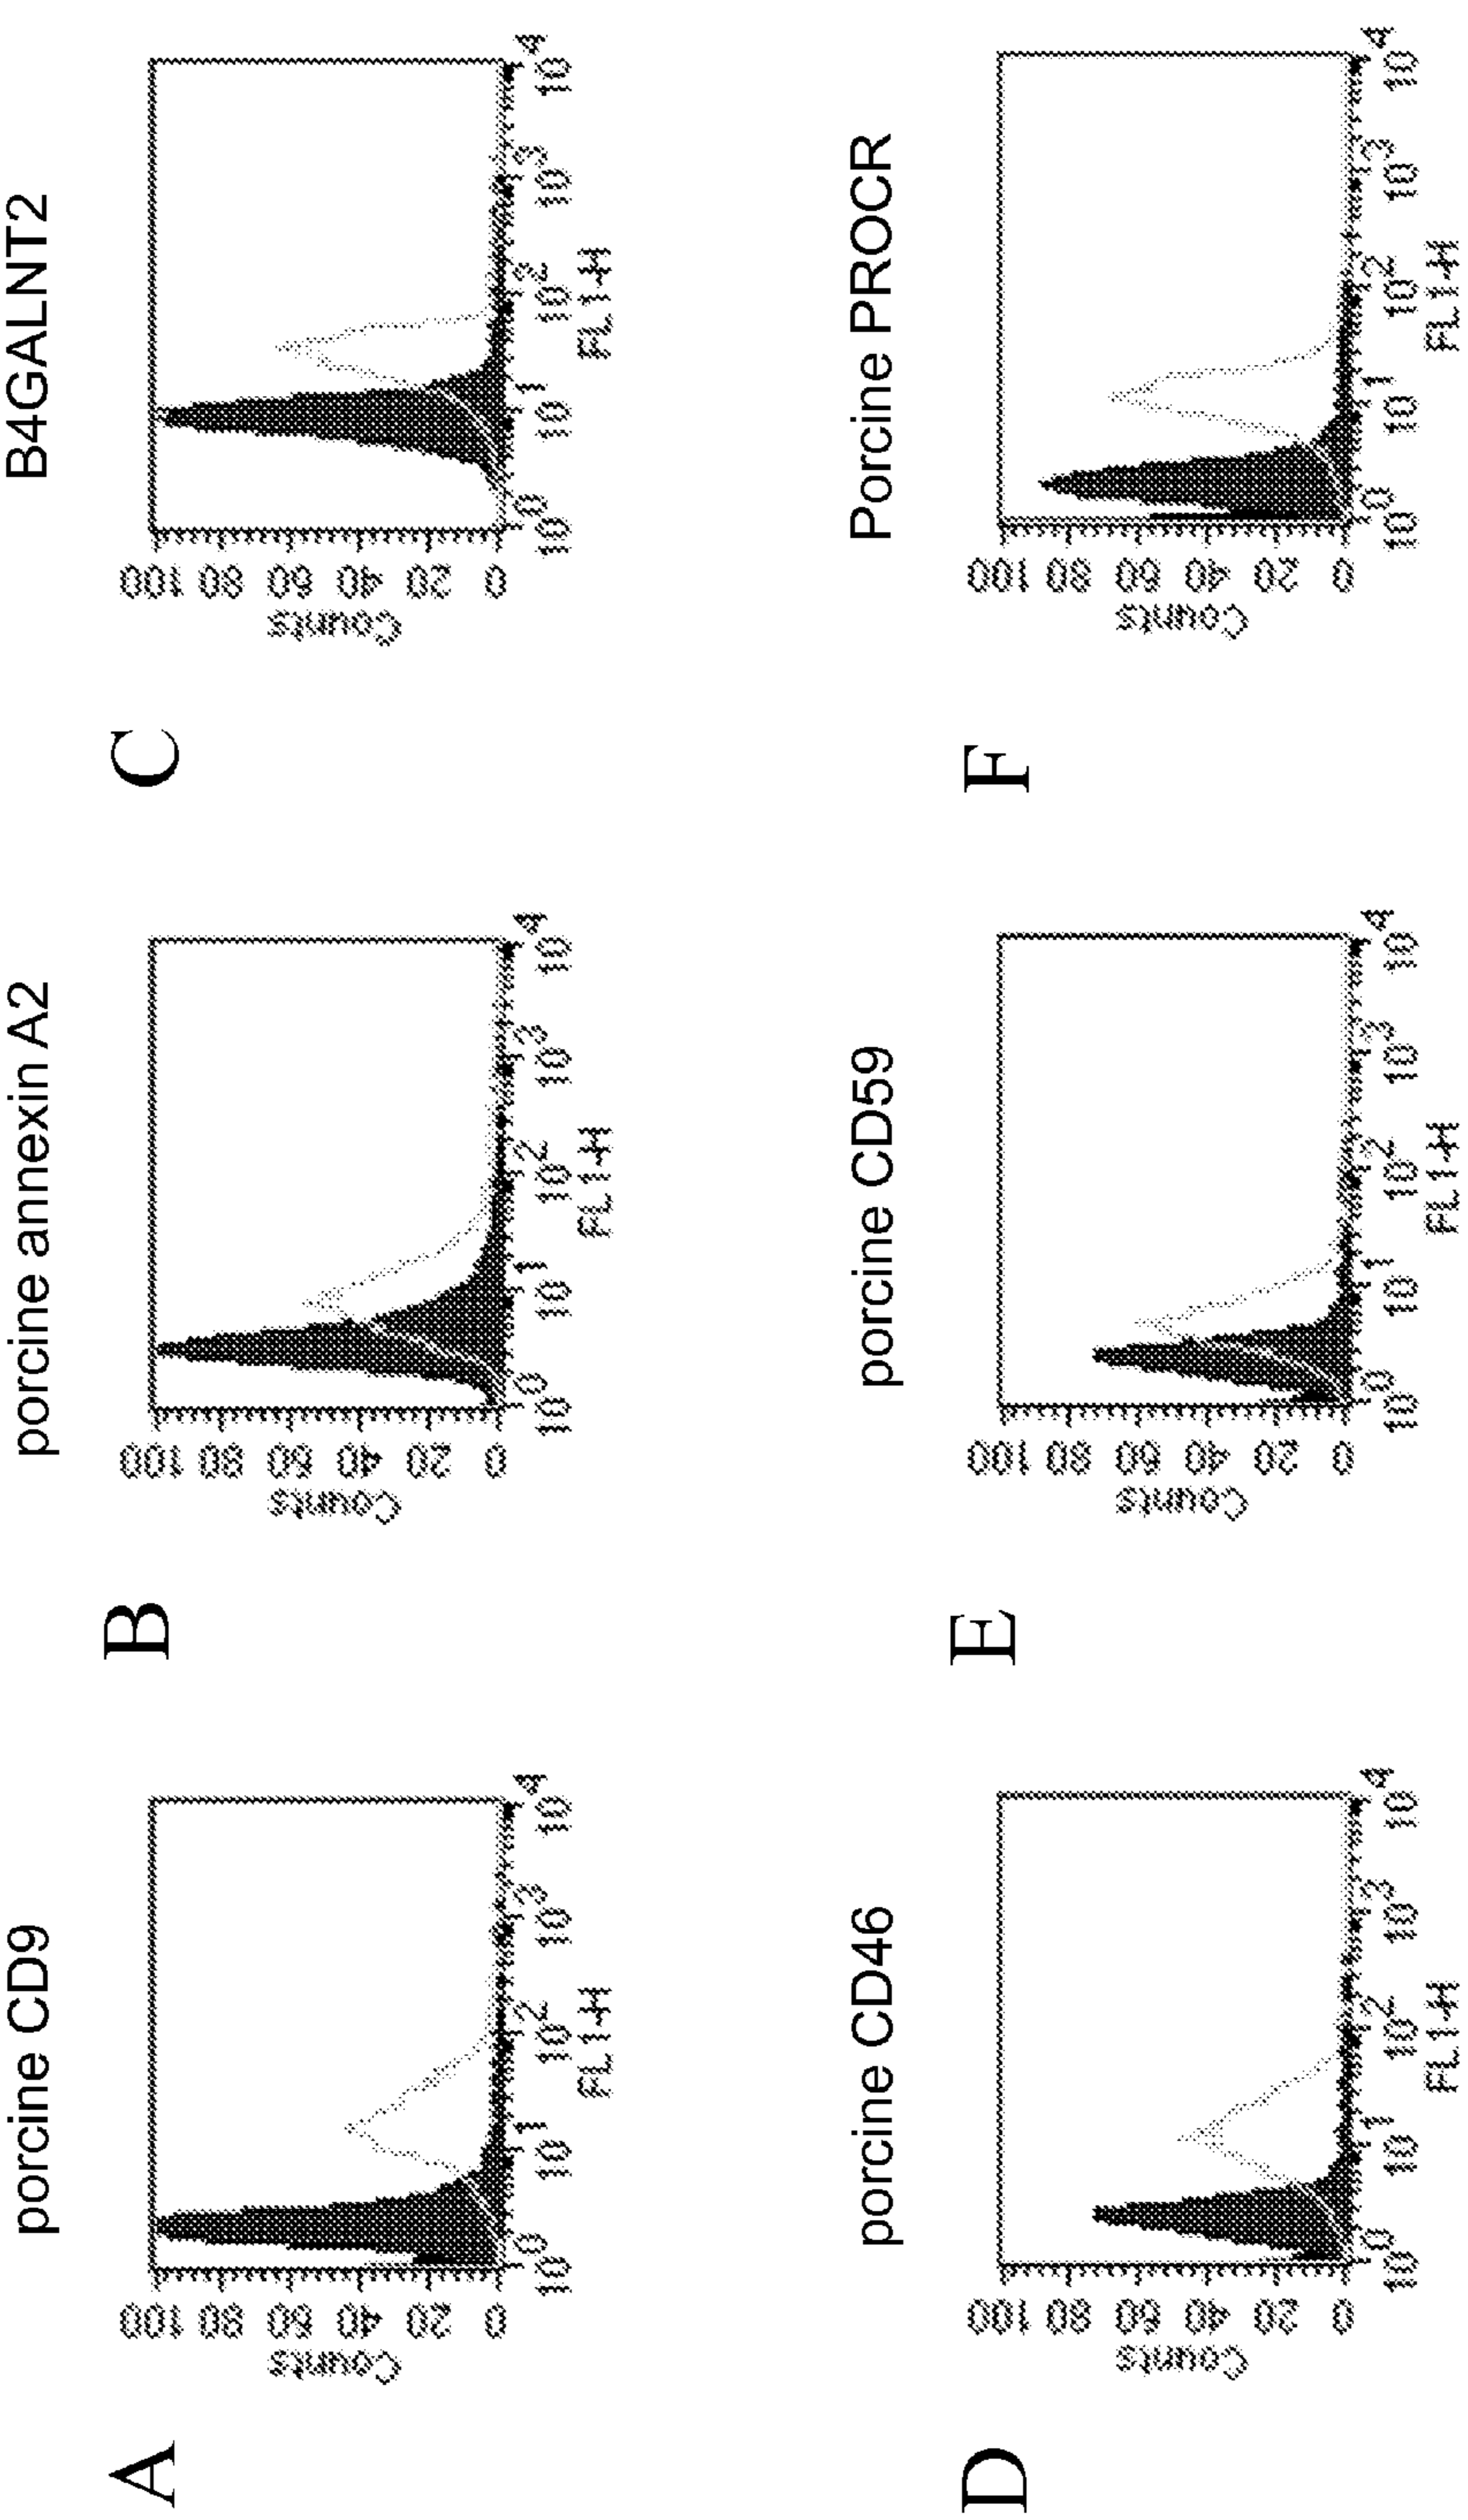 A
porcine CD9
Counts
100
80
60
40
20
0
10^0 10^1 10^2 10^3 10^4
FL1-H
B
porcine annexin A2
Counts
100
80
60
40
20
0
10^0 10^1 10^2 10^3 10^4
FL1-H
C
B4GALNT2
Counts
100
80
60
40
20
0
10^0 10^1 10^2 10^3 10^4
FL1-H
D
porcine CD46
Counts
100
80
60
40
20
0
10^0 10^1 10^2 10^3 10^4
FL1-H
E
porcine CD59
Counts
100
80
60
40
20
0
10^0 10^1 10^2 10^3 10^4
FL1-H
F
Porcine PROCR
Counts
100
80
60
40
20
0
10^0 10^1 10^2 10^3 10^4
FL1-H